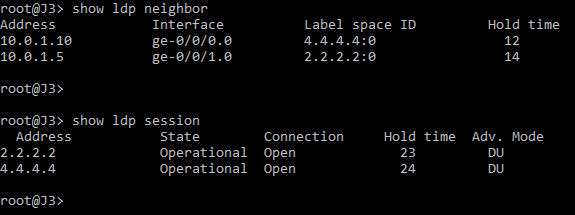 root@J3> show ldp neighbor
Address Interface Label space ID Hold time
10.0.1.10 ge-0/0/0.0 4.4.4.4:0 12
10.0.1.5 ge-0/0/1.0 2.2.2.2:0 14
root@J3>
root@J3> show ldp session
Address State Connection Hold time Adv. Mode
2.2.2.2 Operational Open 23 DU
4.4.4.4 Operational Open 24 DU
root@J3>